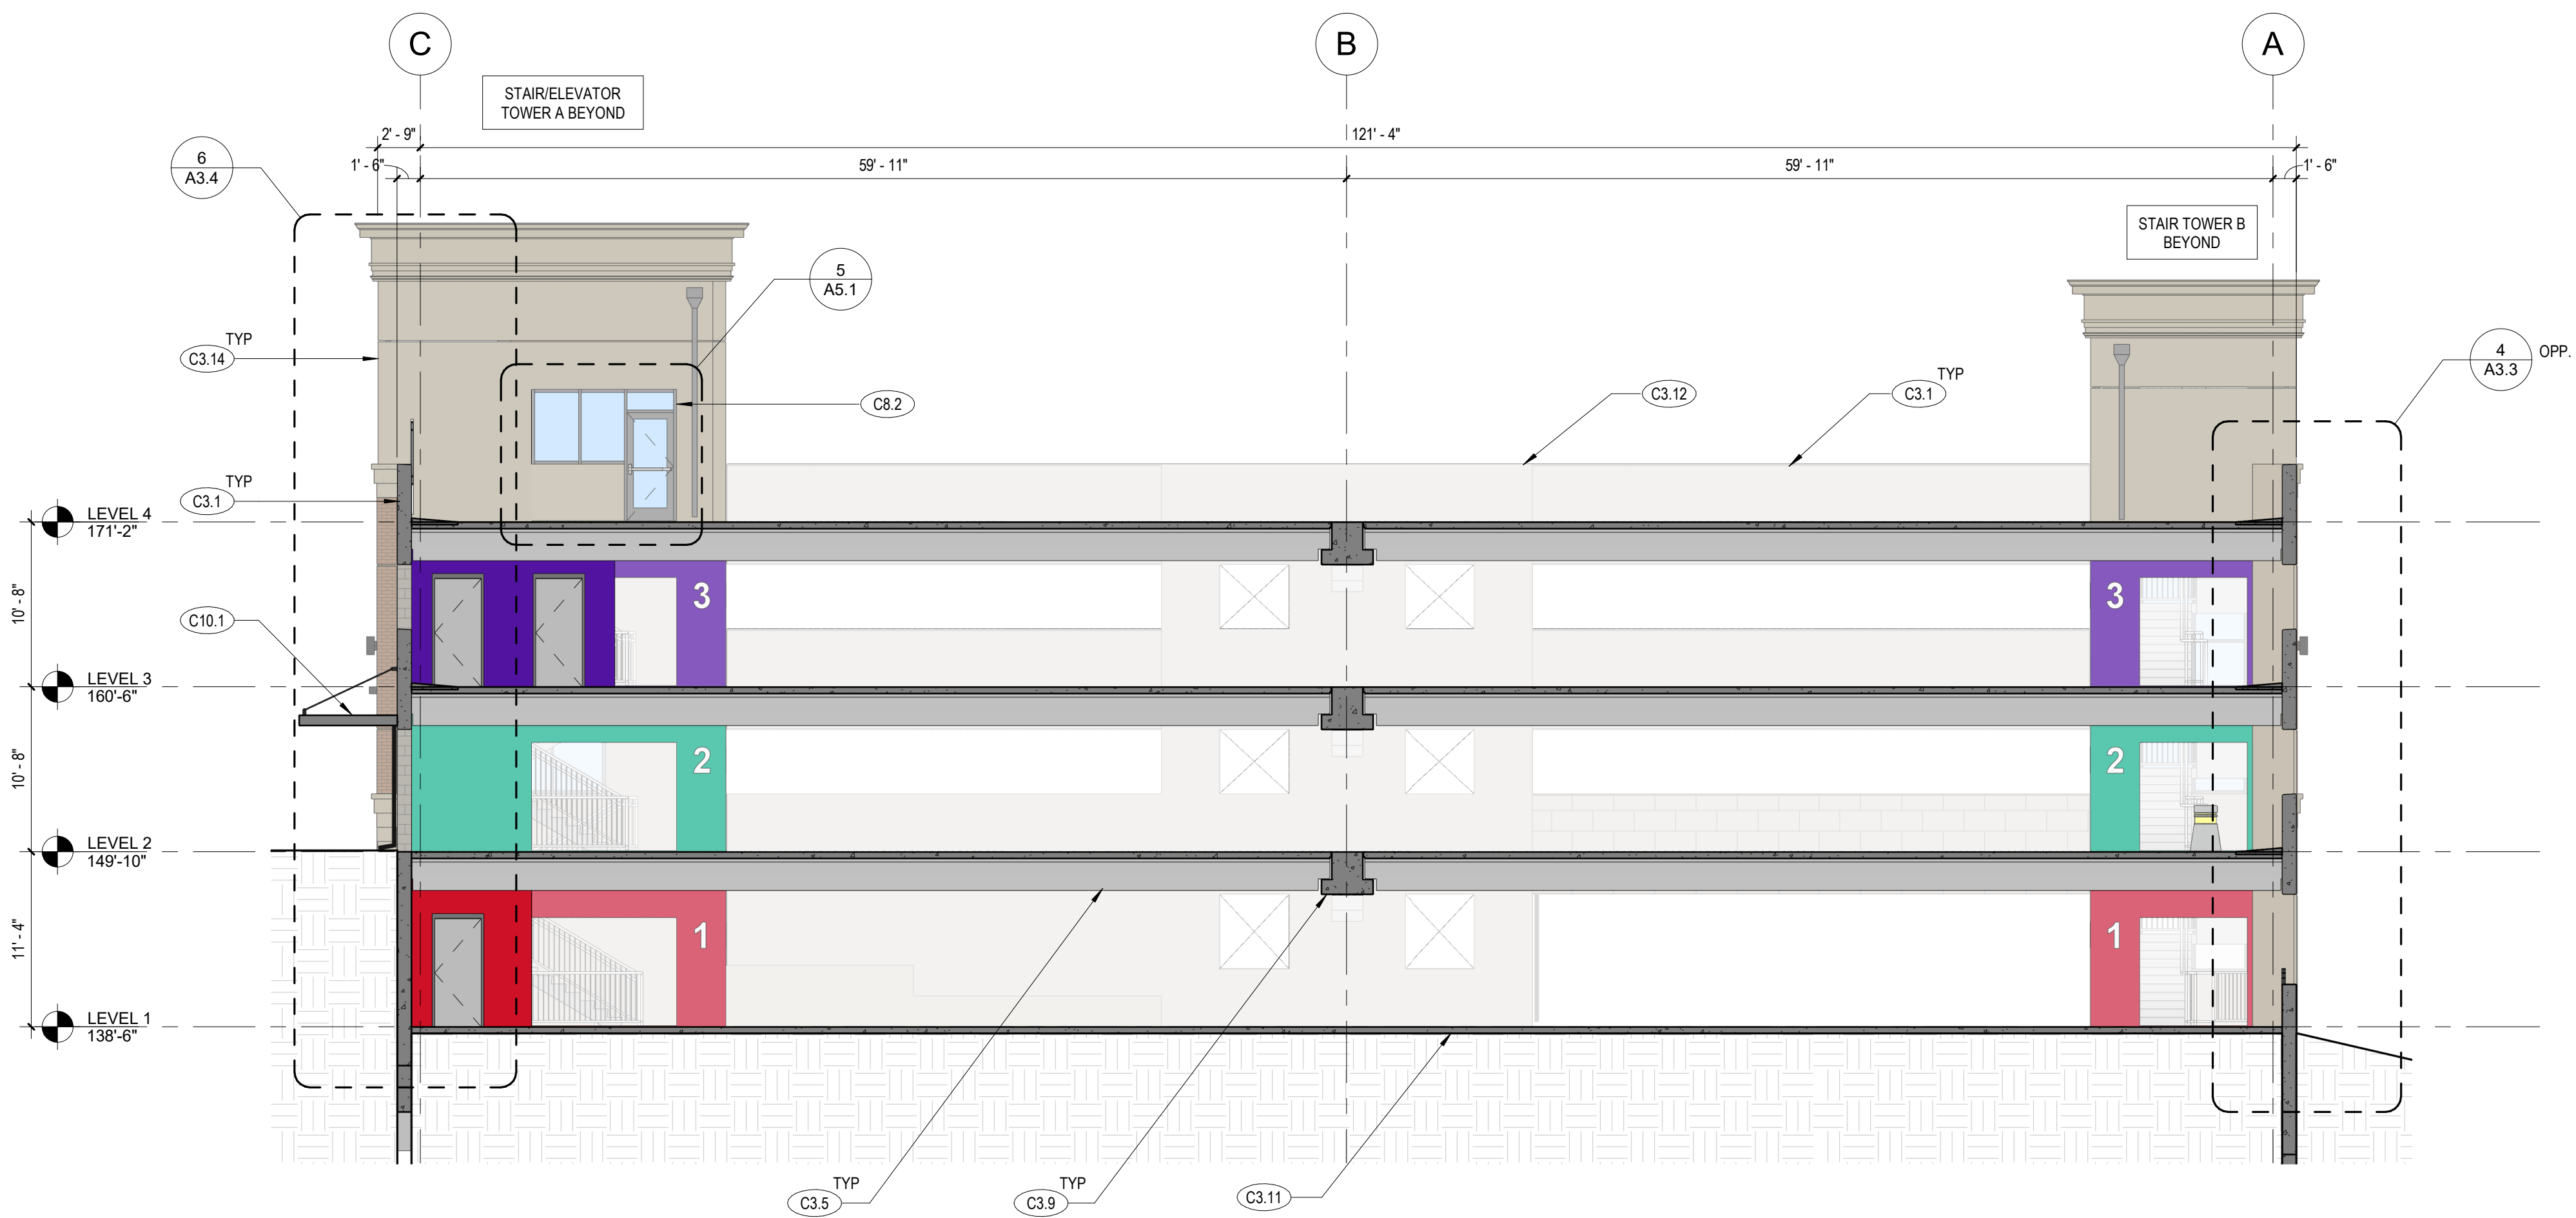 C
B
A
STAIR/ELEVATOR
TOWER A BEYOND
2' - 9"
121' - 4"
6
A3.4
1' - 6"
59' - 11"
59' - 11"
1' - 6"
STAIR TOWER B
BEYOND
5
A5.1
TYP
C3.14
4
A3.3
OPP.
C8.2
C3.12
TYP
C3.1
TYP
C3.1
LEVEL 4
171'-2"
10' - 8"
3
3
C10.1
LEVEL 3
160'-6"
10' - 8"
2
2
LEVEL 2
149'-10"
11' - 4"
1
1
LEVEL 1
138'-6"
TYP
C3.5
TYP
C3.9
C3.11